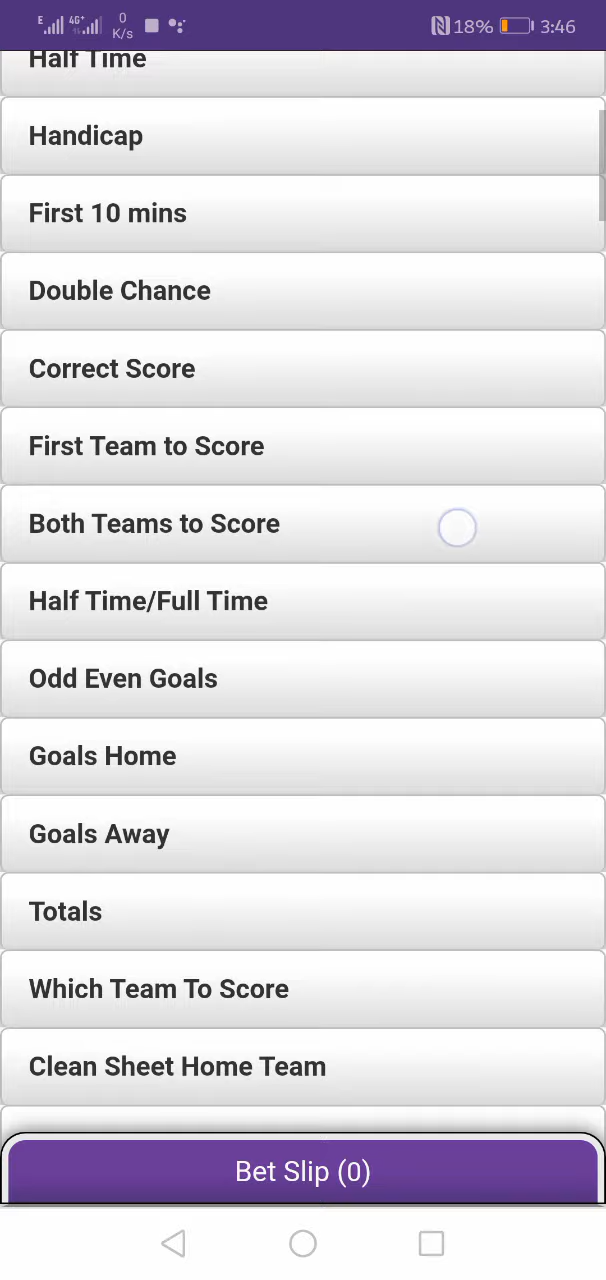 E 4G+ 0 K/s 18% 3:46
Half Time
Handicap
First 10 mins
Double Chance
Correct Score
First Team to Score
Both Teams to Score
Half Time/Full Time
Odd Even Goals
Goals Home
Goals Away
Totals
Which Team To Score
Clean Sheet Home Team
Bet Slip (0)